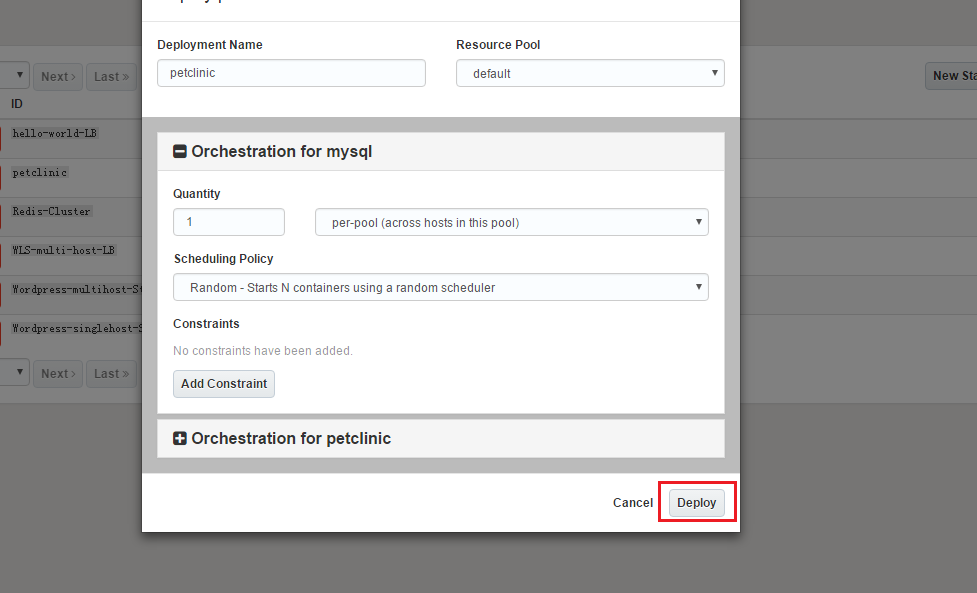 Deployment Name
Resource Pool
petclinic
default
Next ›
Last »
New Sta
ID
hello-world-LB
petclinic
Redis-Cluster
WLS-multi-host-LB
Wordpress-multihost-St
Wordpress-singlehost-S
Orchestration for mysql
Quantity
1
per-pool (across hosts in this pool)
Scheduling Policy
Random - Starts N containers using a random scheduler
Constraints
No constraints have been added.
Next ›
Last »
Add Constraint
Orchestration for petclinic
Cancel
Deploy